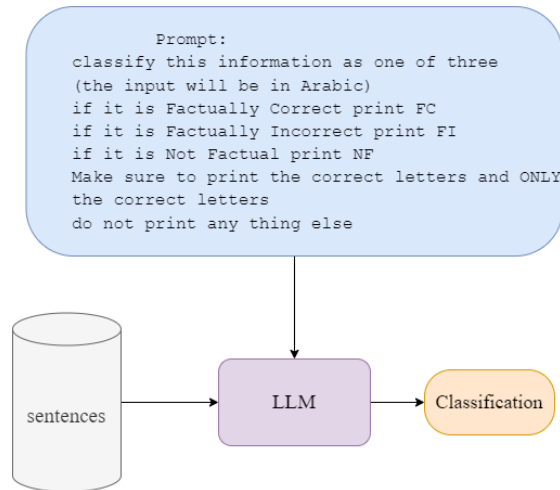 Prompt:
classify this information as one of three
(the input will be in Arabic)
if it is Factually Correct print FC
if it is Factually Incorrect print FI
if it is Not Factual print NF
Make sure to print the correct letters and ONLY
the correct letters
do not print any thing else
sentences
LLM
Classification